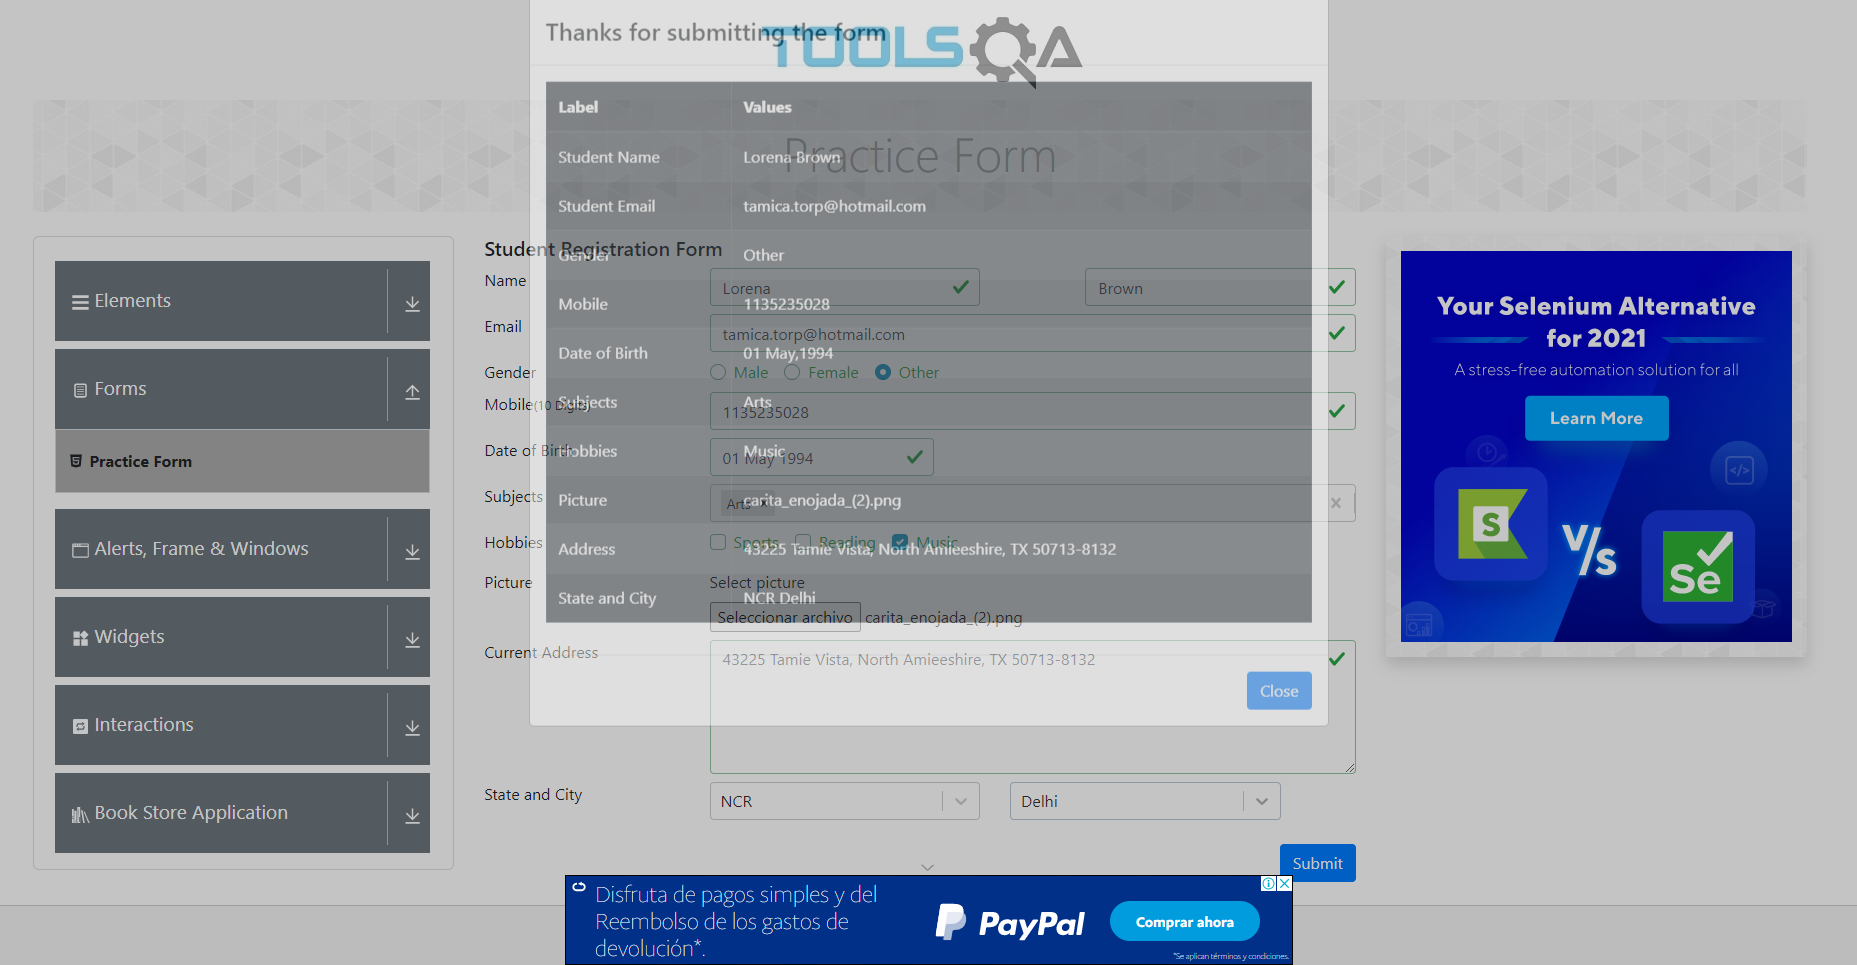 Thanks for submitting the form
TOOLSQA
Label Values
Practice Form
Student Name Lorena Brown
Student Email tamica.torp@hotmail.com
Gender Other
Mobile 1135235028
Date of Birth 01 May,1994
Subjects Arts
Hobbies Music
Picture carita_enojada_(2).png
Address 43225 Tamie Vista, North Amieeshire, TX 50713-8132
State and City NCR Delhi
Close
Elements
Forms
Practice Form
Alerts, Frame & Windows
Widgets
Interactions
Book Store Application
Student Registration Form
Name Lorena Brown
Email tamica.torp@hotmail.com
Gender Male Female Other
Mobile(10 Digits) 1135235028
Date of Birth 01 May 1994
Subjects Arts
Hobbies Sports Reading Music
Picture Select picture
Seleccionar archivo carita_enojada_(2).png
Current Address 43225 Tamie Vista, North Amieeshire, TX 50713-8132
State and City NCR Delhi
Submit
Your Selenium Alternative
for 2021
A stress-free automation solution for all
Learn More
S
V/s
Se
Disfruta de pagos simples y del
Reembolso de los gastos de
devolución*.
PayPal
Comprar ahora
*Se aplican términos y condiciones.